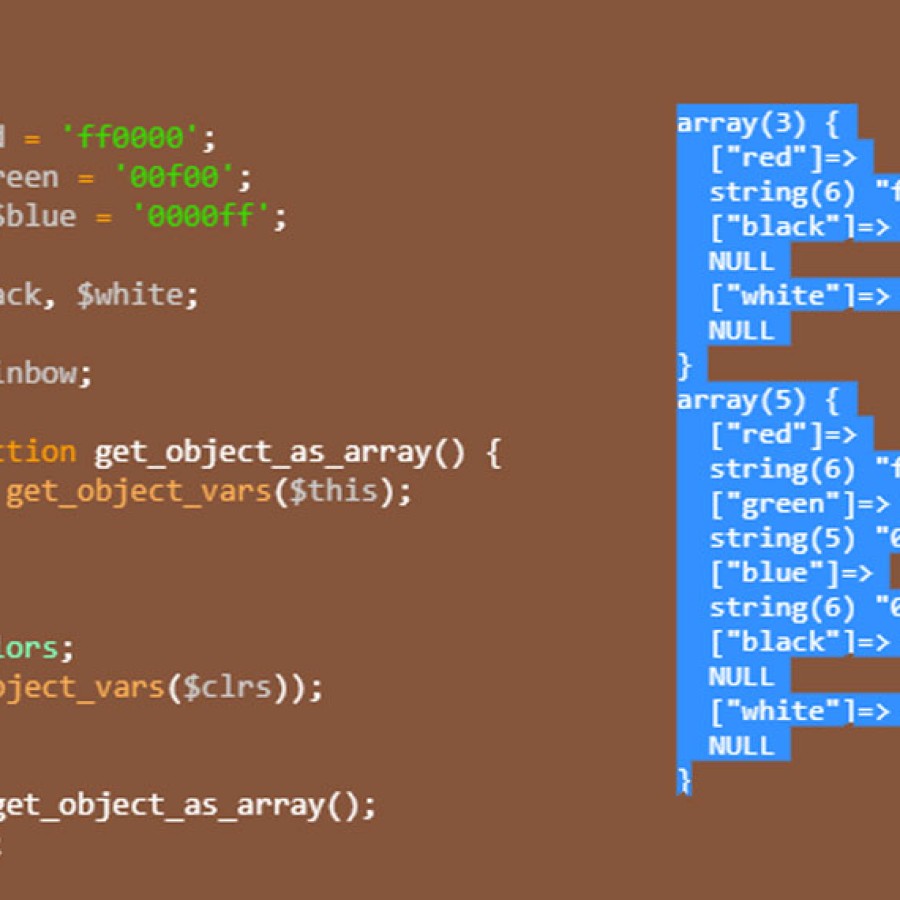 = 'ff0000';
reen = '00f00';
$blue = '0000ff';
ack, $white;
inbow;
ction get_object_as_array() {
get_object_vars($this);
lors;
bject_vars($clrs));
get_object_as_array();
array(3) {
["red"]=>
string(6) "f
["black"]=>
NULL
["white"]=>
NULL
}
array(5) {
["red"]=>
string(6) "f
["green"]=>
string(5) "0
["blue"]=>
string(6) "0
["black"]=>
NULL
["white"]=>
NULL
}